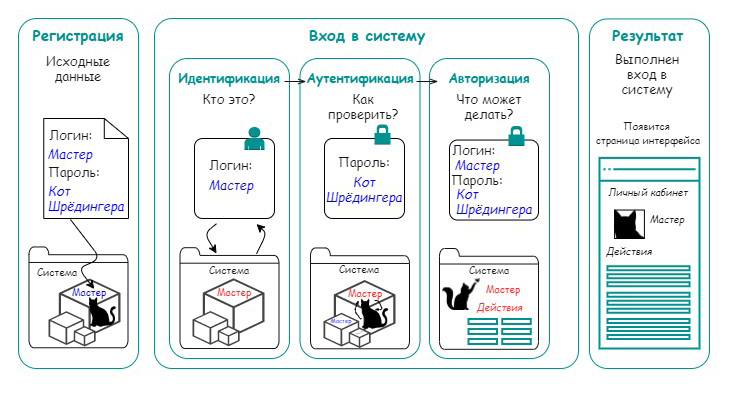 Регистрация
Исходные
данные
Логин:
Мастер
Пароль:
Кот
Шрёдингера
Система
Мастер
Вход в систему
Идентификация
Кто это?
Логин:
Мастер
Система
Мастер
Аутентификация
Как
проверить?
Пароль:
Кот
Шрёдингера
Система
Мастер
Мастер
Авторизация
Что может
делать?
Логин:
Мастер
Пароль:
Кот
Шрёдингера
Система
Мастер
Действия
Результат
Выполнен
вход в
систему
Появится
страница интерфейса
Личный кабинет
Мастер
Действия